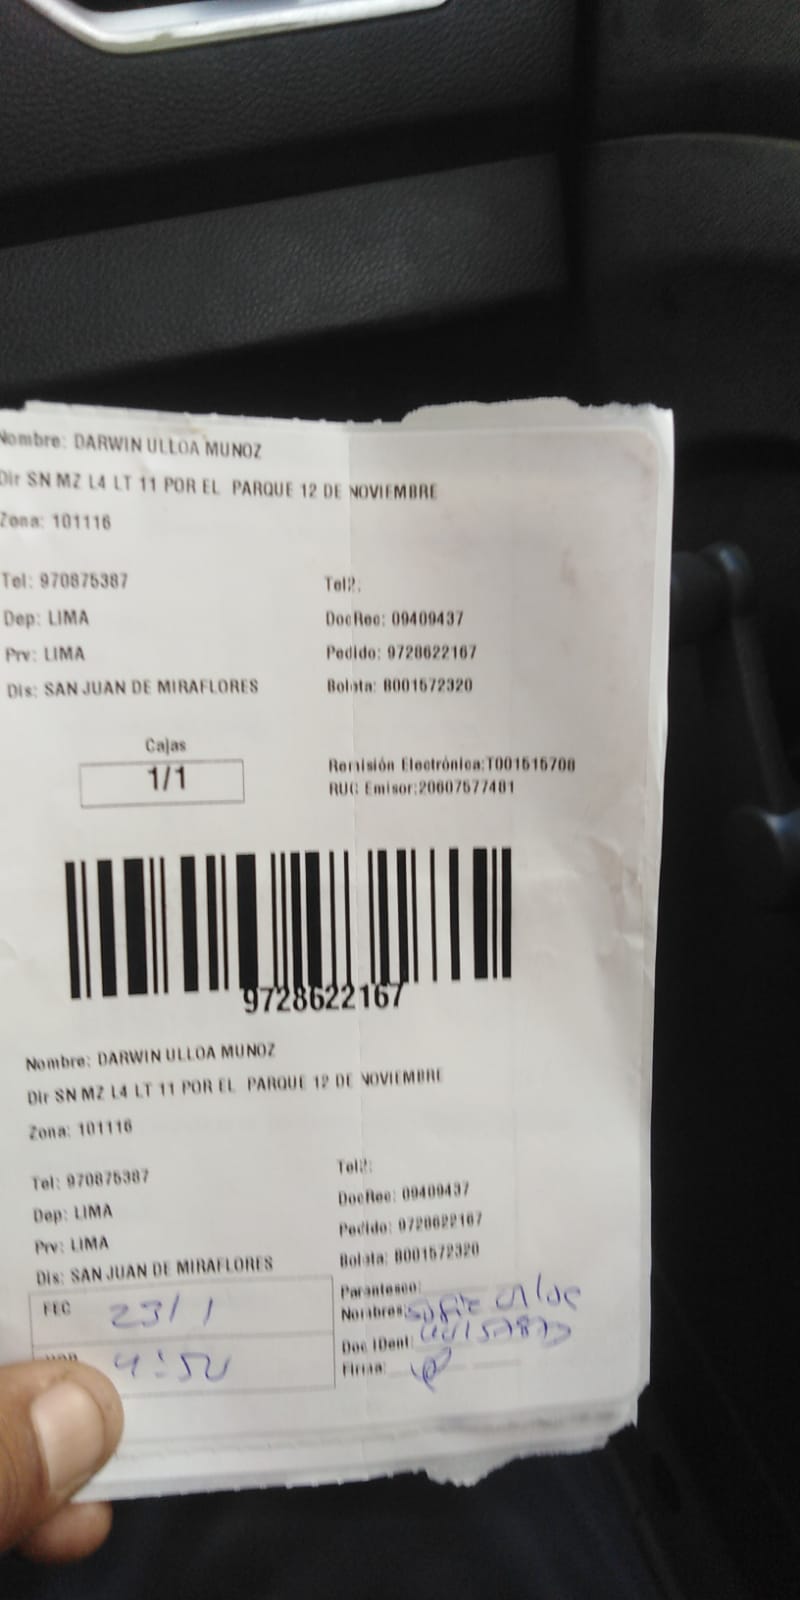 Nombre: DARWIN ULLOA MUNOZ
Dir SN MZ L4 LT 11 POR EL PARQUE 12 DE NOVIEMBRE
Zona: 101116
Tel: 970875387 Tel2:
Dep: LIMA DocRec: 09409437
Prv: LIMA Pedido: 9728622167
Dis: SAN JUAN DE MIRAFLORES Boleta: B001572320
Cajas
1/1
Remisión Electrónica:T001515708
RUC Emisor:20607577481
9728622167
Nombre: DARWIN ULLOA MUNOZ
Dir SN MZ L4 LT 11 POR EL PARQUE 12 DE NOVIEMBRE
Zona: 101116
Tel: 970875387 Tel2:
Dep: LIMA DocRec: 09409437
Prv: LIMA Pedido: 9728622167
Dis: SAN JUAN DE MIRAFLORES Boleta: B001572320
FEC 23/1
Parentesco:
Nombres:
Doc IDent:
4:50
Firma: